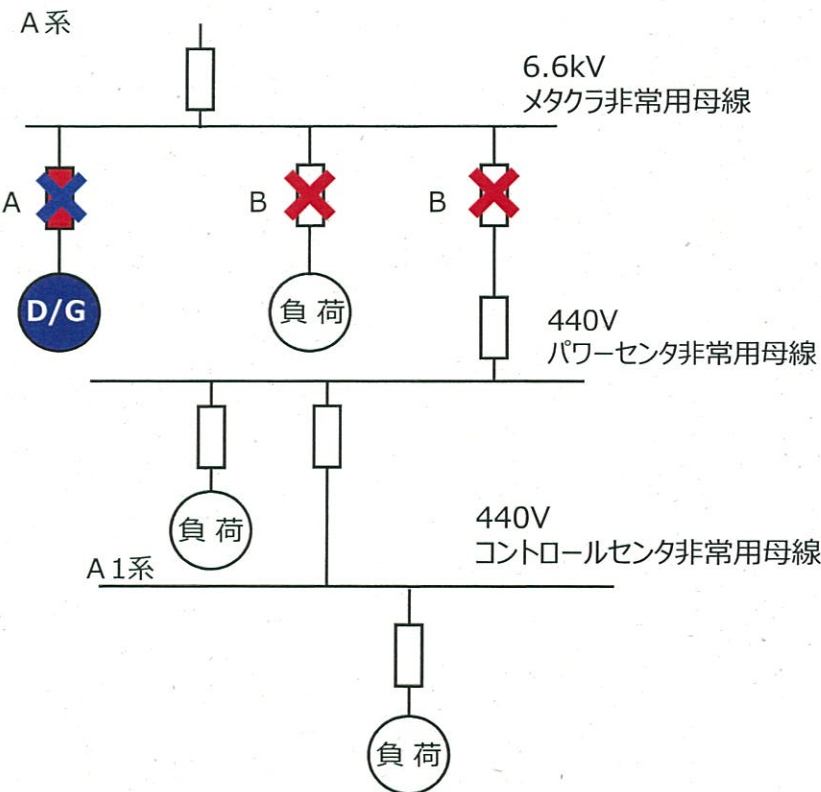 A系
6.6kV
メタクラ非常用母線
A
B
B
D/G
負荷
440V
パワーセンタ非常用母線
負荷
440V
コントロールセンタ非常用母線
A1系
負荷